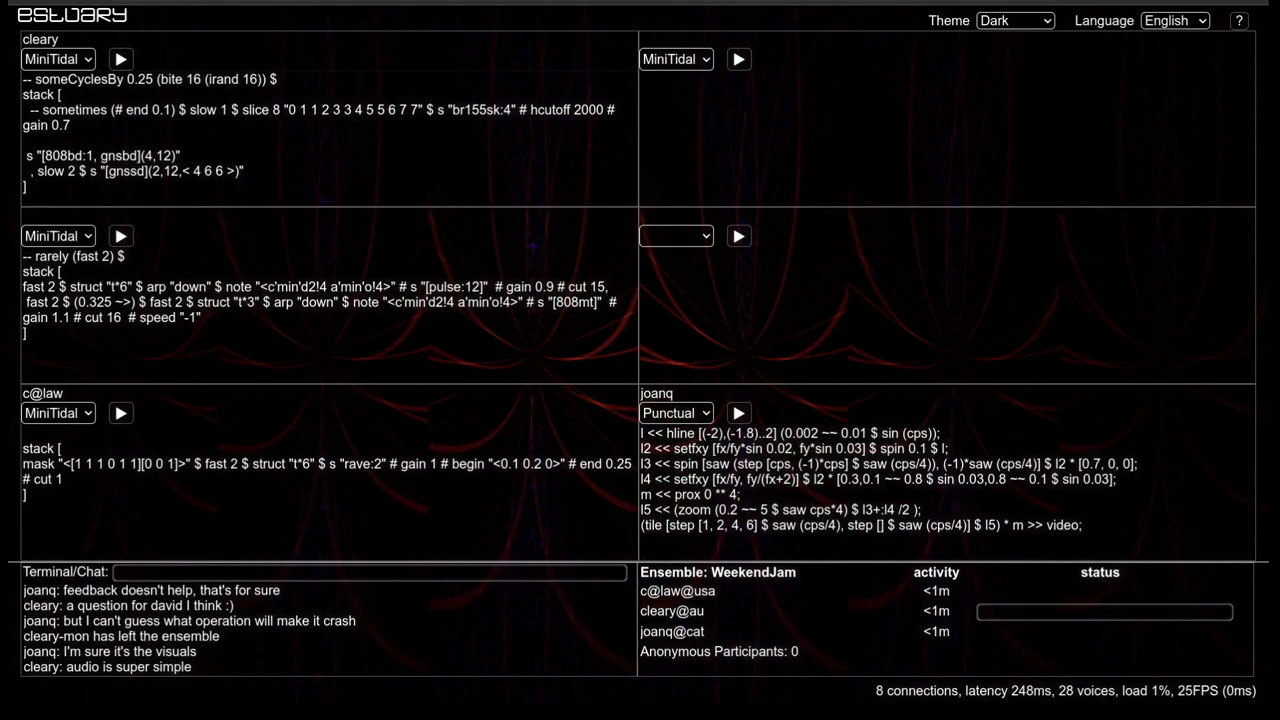 estuary
Theme Dark Language English ?
cleary
MiniTidal
-- someCyclesBy 0.25 (bite 16 (irand 16)) $
stack [
-- sometimes (# end 0.1) $ slow 1 $ slice 8 "0 1 1 2 3 3 4 5 5 6 7 7" $ s "br155sk:4" # hcutoff 2000 #
gain 0.7
s "[808bd:1, gnsbd](4,12)"
, slow 2 $ s "[gnssd](2,12,< 4 6 6 >)"
]
MiniTidal
MiniTidal
-- rarely (fast 2) $
stack [
fast 2 $ struct "t*6" $ arp "down" $ note "<c'min'd2!4 a'min'o!4>" # s "[pulse:12]" # gain 0.9 # cut 15,
fast 2 $ (0.325 ~>) $ fast 2 $ struct "t*3" $ arp "down" $ note "<c'min'd2!4 a'min'o!4>" # s "[808mt]" #
gain 1.1 # cut 16 # speed "-1"
]
c@law
MiniTidal
stack [
mask "<[1 1 1 0 1 1][0 0 1]>" $ fast 2 $ struct "t*6" $ s "rave:2" # gain 1 # begin "<0.1 0.2 0>" # end 0.25
# cut 1
]
joanq
Punctual
l << hline [(-2),(-1.8)..2] (0.002 ~~ 0.01 $ sin (cps));
l2 << setfxy [fx/fy*sin 0.02, fy*sin 0.03] $ spin 0.1 $ l;
l3 << spin [saw (step [cps, (-1)*cps] $ saw (cps/4)), (-1)*saw (cps/4)] $ l2 * [0.7, 0, 0];
l4 << setfxy [fx/fy, fy/(fx+2)] $ l2 * [0.3,0.1 ~~ 0.8 $ sin 0.03,0.8 ~~ 0.1 $ sin 0.03];
m << prox 0 ** 4;
l5 << (zoom (0.2 ~~ 5 $ saw cps*4) $ l3+:l4 /2 );
(tile [step [1, 2, 4, 6] $ saw (cps/4), step [] $ saw (cps/4)] $ l5) * m >> video;
Terminal/Chat:
joanq: feedback doesn't help, that's for sure
cleary: a question for david I think :)
joanq: but I can't guess what operation will make it crash
cleary-mon has left the ensemble
joanq: I'm sure it's the visuals
cleary: audio is super simple
Ensemble: WeekendJam activity status
c@law@usa <1m
cleary@au <1m
joanq@cat <1m
Anonymous Participants: 0
8 connections, latency 248ms, 28 voices, load 1%, 25FPS (0ms)